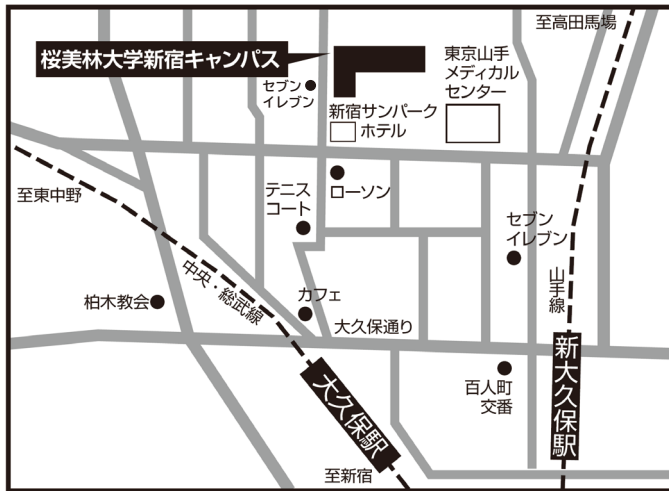 至高田馬場
桜美林大学新宿キャンパス
東京山手
メディカル
センター
セブン
イレブン
新宿サンパーク
ホテル
至東中野
テニス
コート
ローソン
セブン
イレブン
中央・総武線
山手線
柏木教会
カフェ
大久保通り
新大久保駅
大久保駅
百人町
交番
至新宿